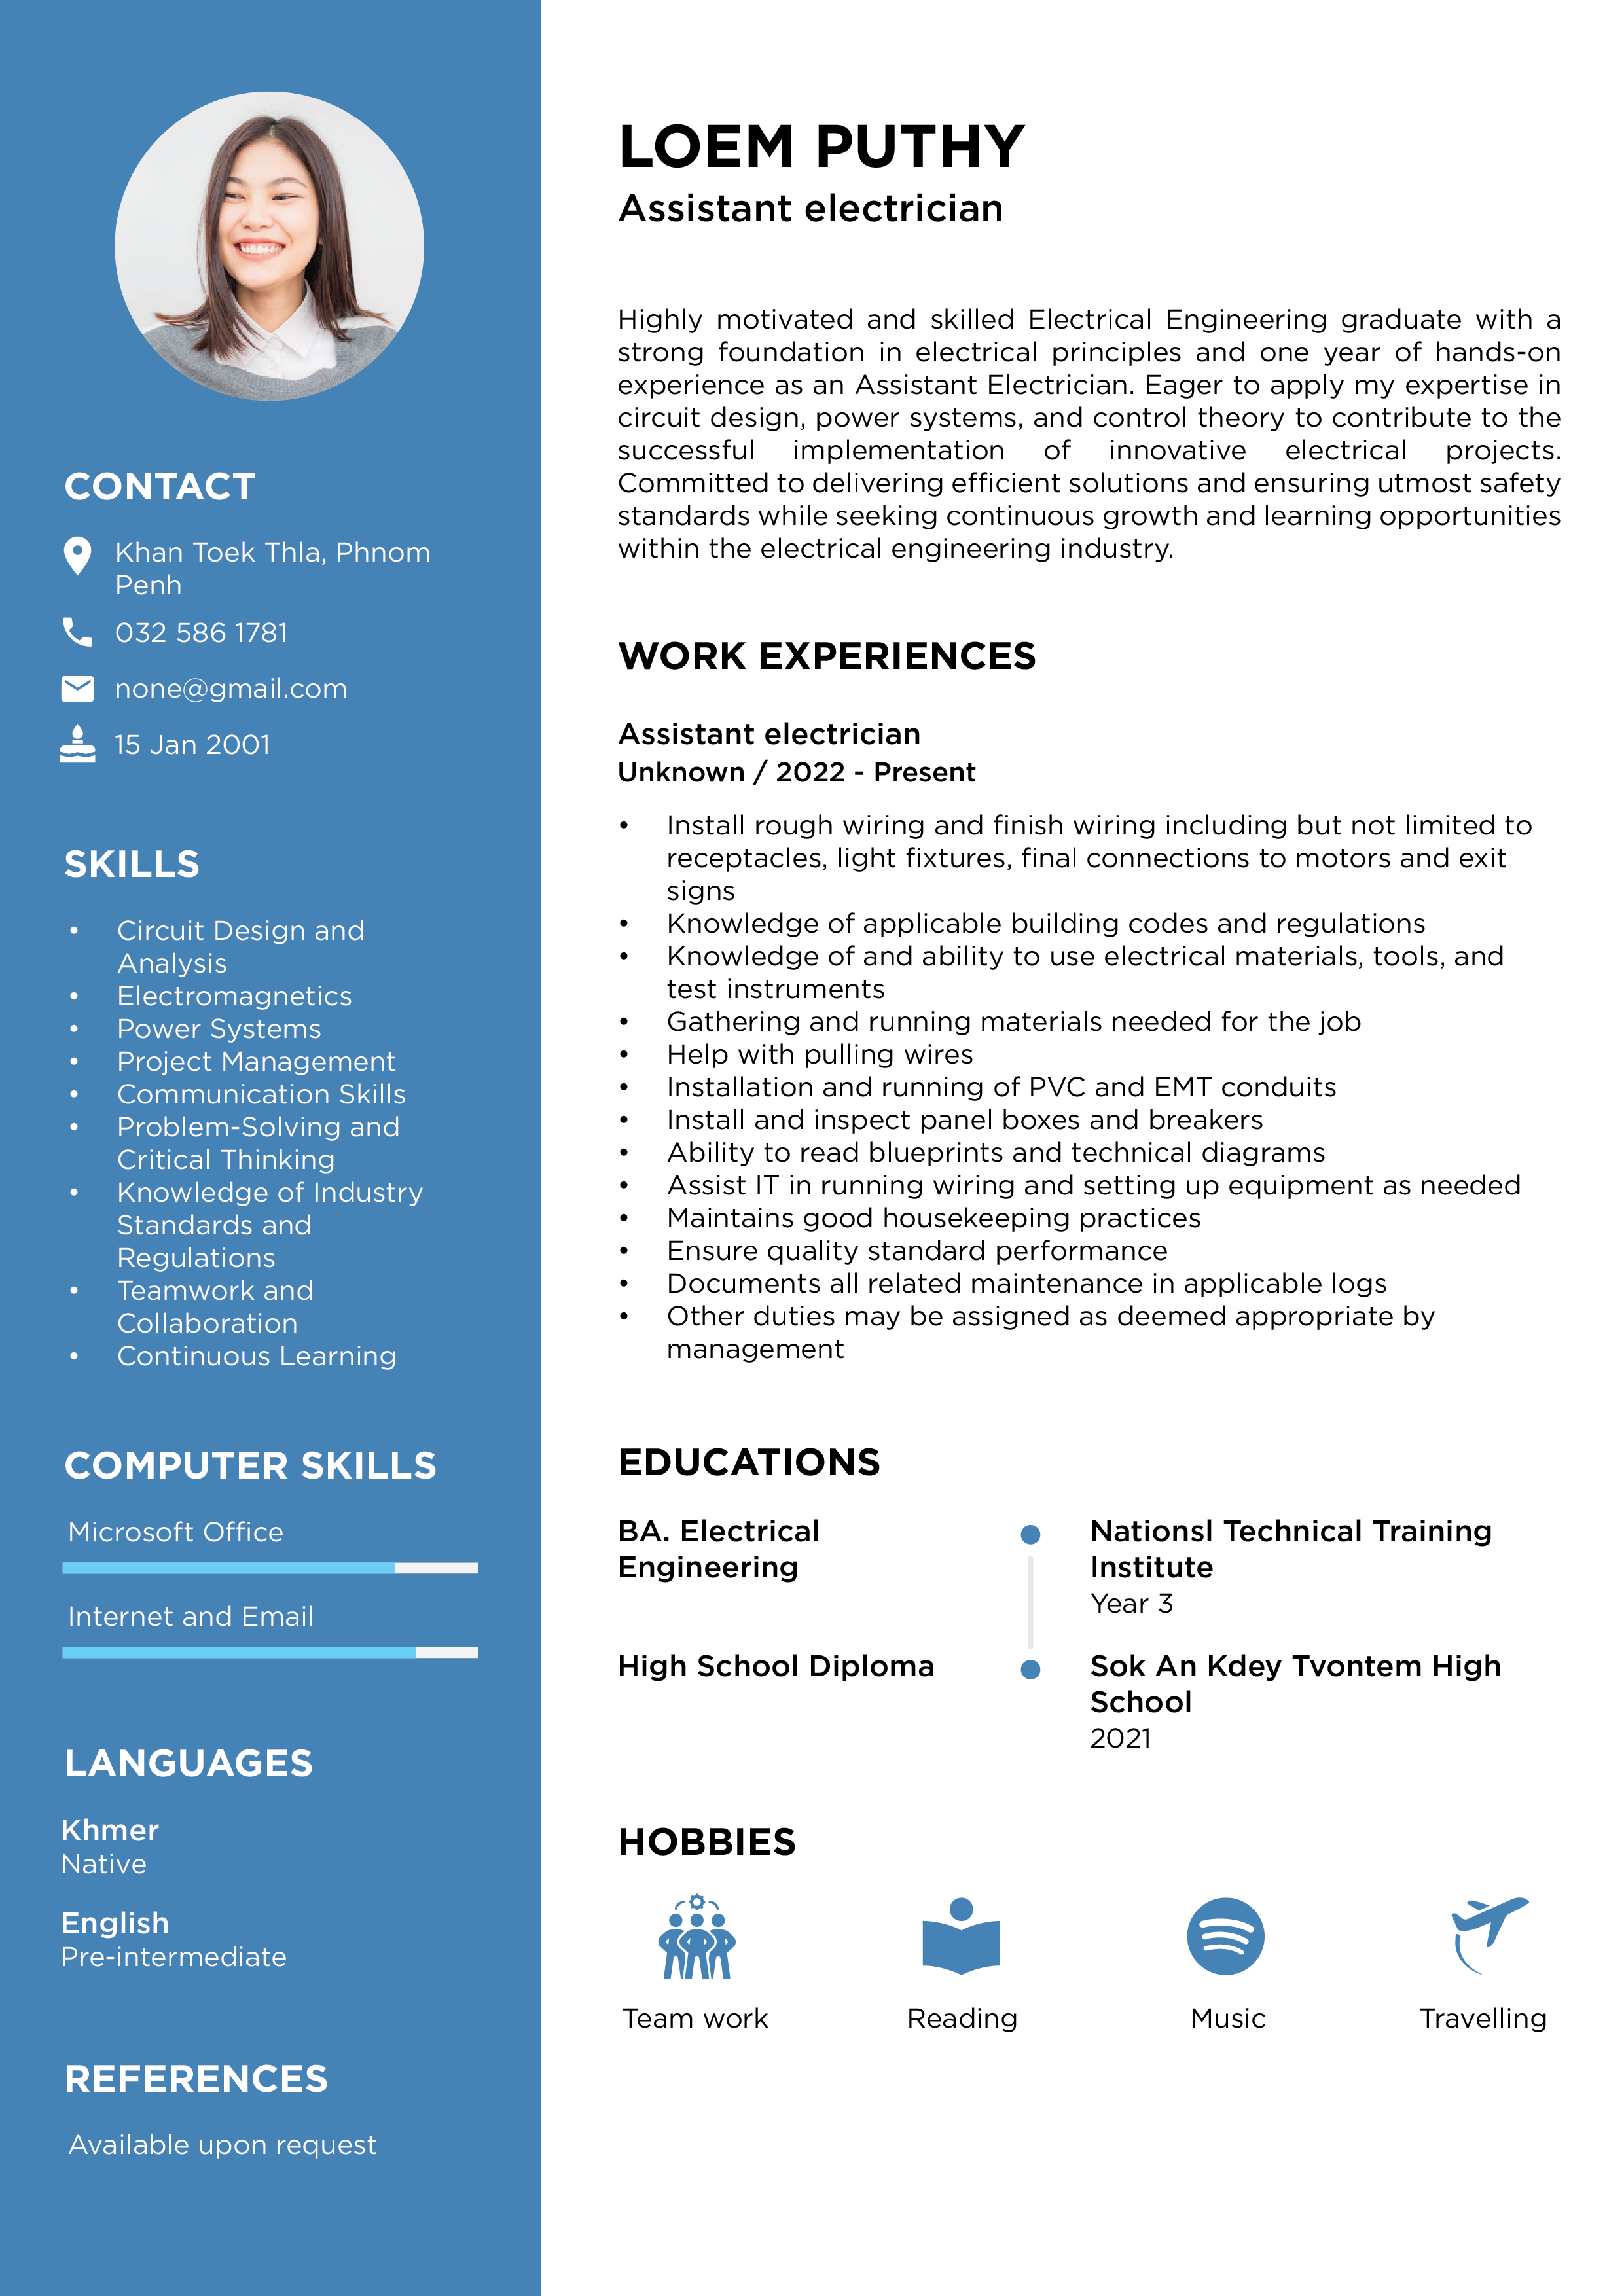 CONTACT
Khan Toek Thla, Phnom
Penh
032 586 1781
none@gmail.com
15 Jan 2001
SKILLS
• Circuit Design and
Analysis
• Electromagnetics
• Power Systems
• Project Management
• Communication Skills
• Problem-Solving and
Critical Thinking
• Knowledge of Industry
Standards and
Regulations
• Teamwork and
Collaboration
• Continuous Learning
COMPUTER SKILLS
Microsoft Office
Internet and Email
LANGUAGES
Khmer
Native
English
Pre-intermediate
REFERENCES
Available upon request
LOEM PUTHY
Assistant electrician
Highly motivated and skilled Electrical Engineering graduate with a
strong foundation in electrical principles and one year of hands-on
experience as an Assistant Electrician. Eager to apply my expertise in
circuit design, power systems, and control theory to contribute to the
successful implementation of innovative electrical projects.
Committed to delivering efficient solutions and ensuring utmost safety
standards while seeking continuous growth and learning opportunities
within the electrical engineering industry.
WORK EXPERIENCES
Assistant electrician
Unknown / 2022 - Present
• Install rough wiring and finish wiring including but not limited to
receptacles, light fixtures, final connections to motors and exit
signs
• Knowledge of applicable building codes and regulations
• Knowledge of and ability to use electrical materials, tools, and
test instruments
• Gathering and running materials needed for the job
• Help with pulling wires
• Installation and running of PVC and EMT conduits
• Install and inspect panel boxes and breakers
• Ability to read blueprints and technical diagrams
• Assist IT in running wiring and setting up equipment as needed
• Maintains good housekeeping practices
• Ensure quality standard performance
• Documents all related maintenance in applicable logs
• Other duties may be assigned as deemed appropriate by
management
EDUCATIONS
BA. Electrical
Engineering
Nationsl Technical Training
Institute
Year 3
High School Diploma
Sok An Kdey Tvontem High
School
2021
HOBBIES
Team work
Reading
Music
Travelling